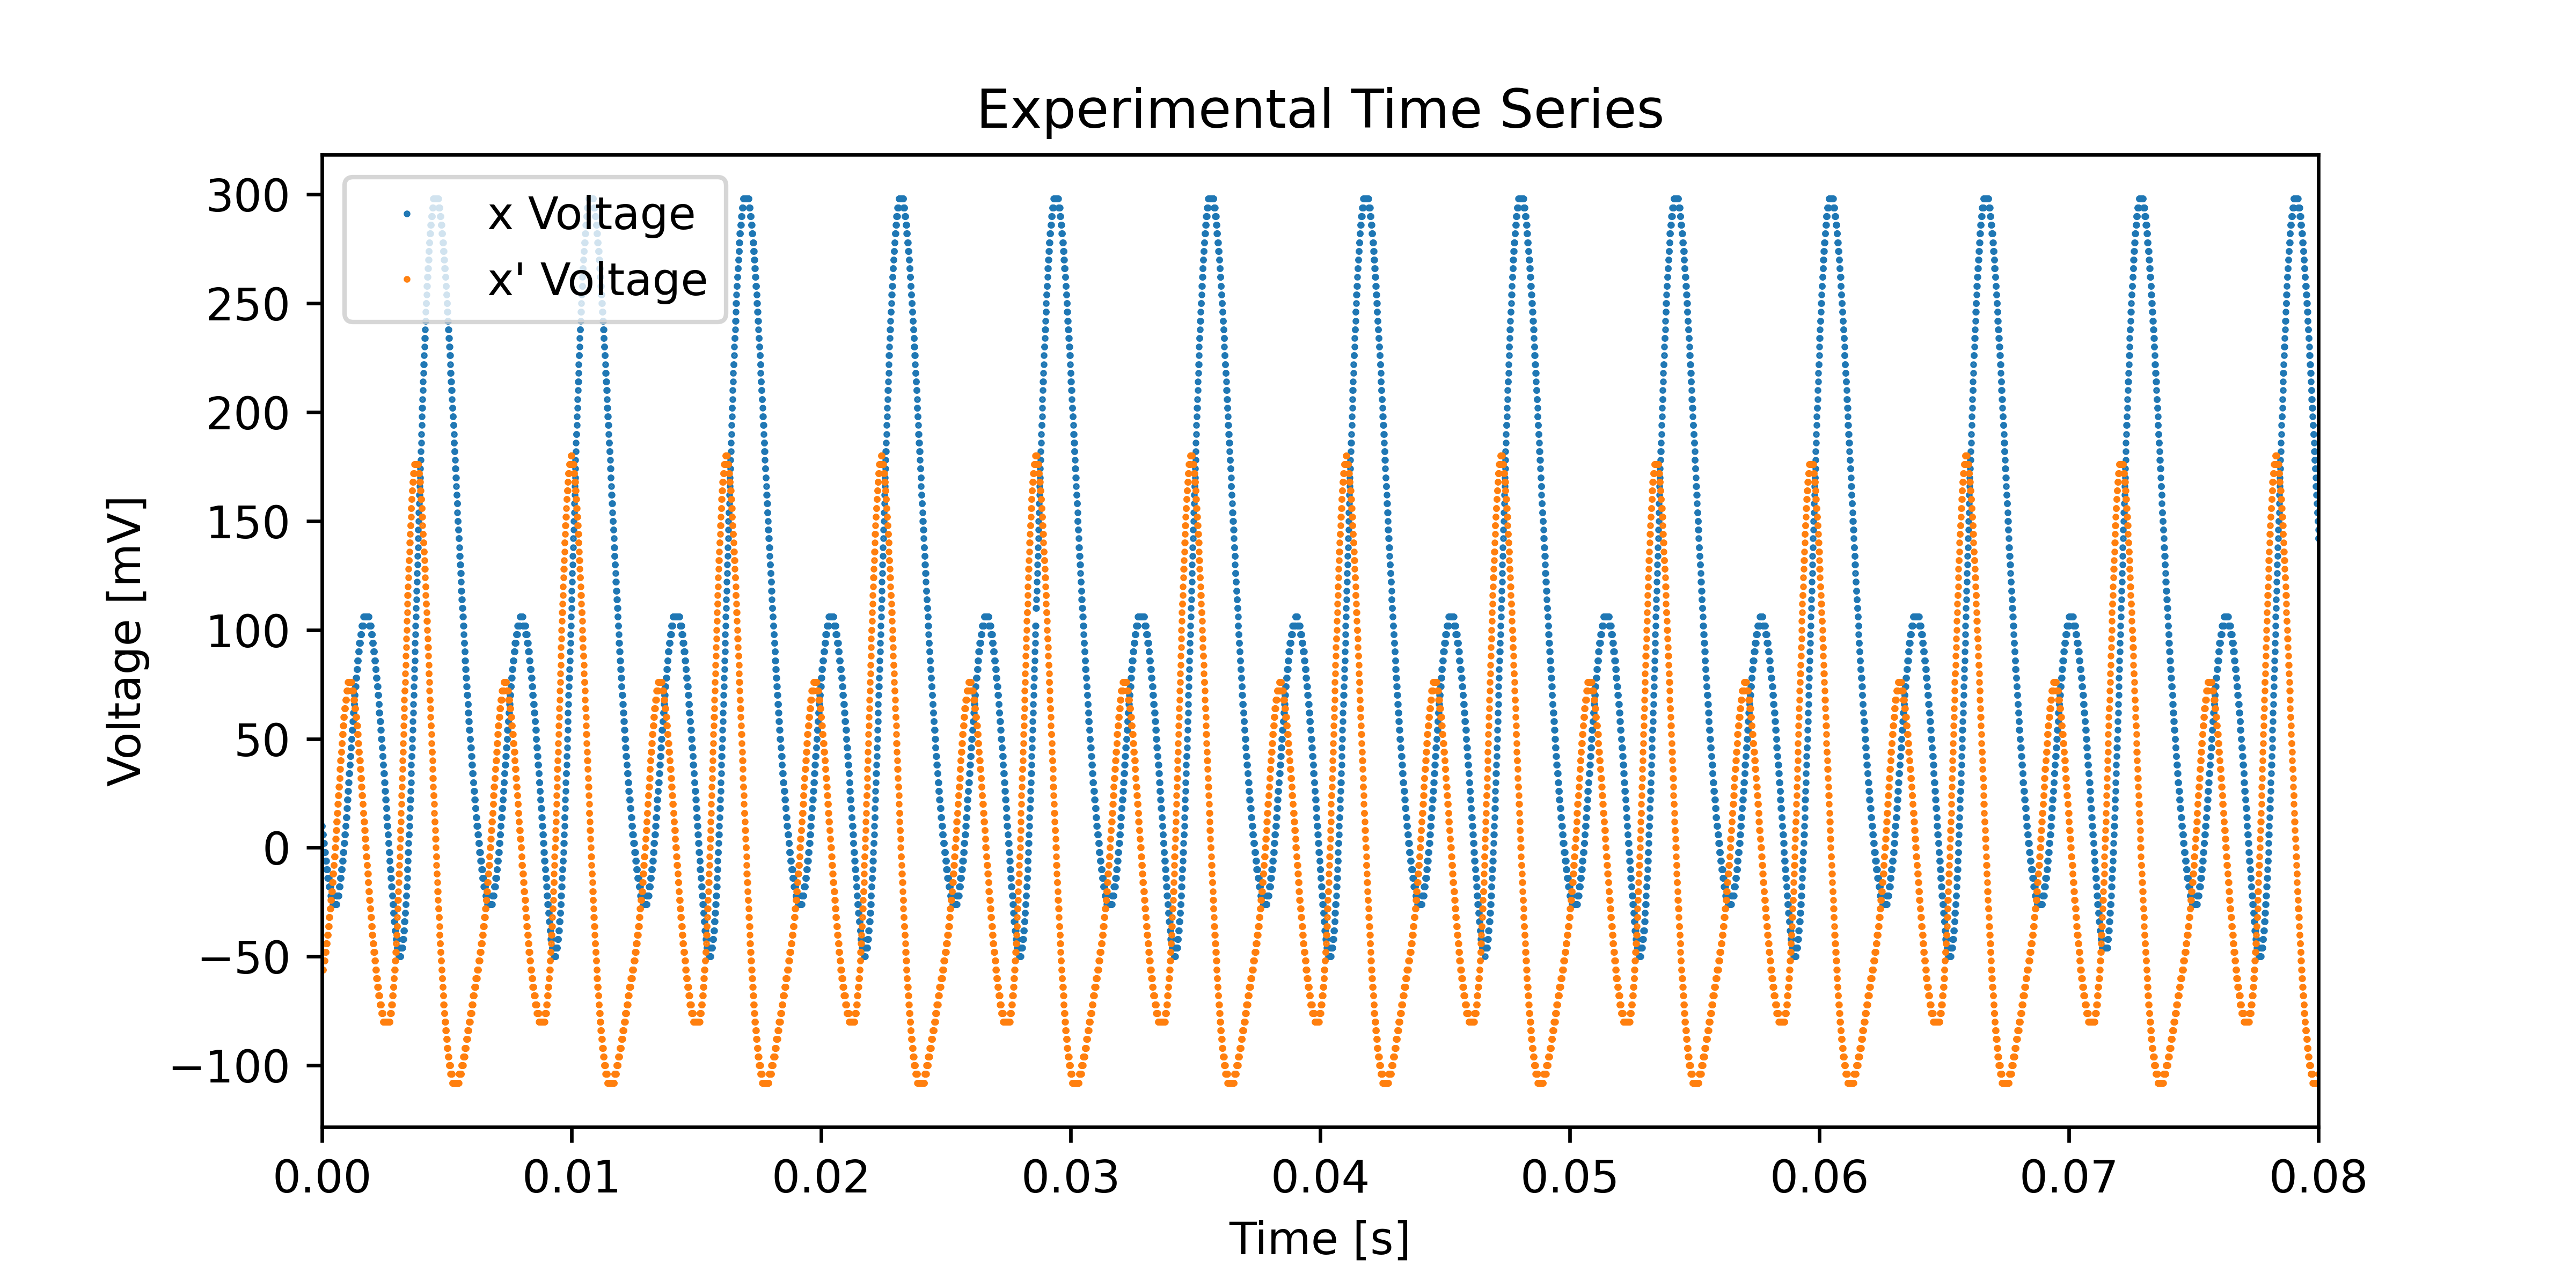 Experimental Time Series
x Voltage
x' Voltage
Voltage [mV]
300
250
200
150
100
50
0
−50
−100
0.00 0.01 0.02 0.03 0.04 0.05 0.06 0.07 0.08
Time [s]